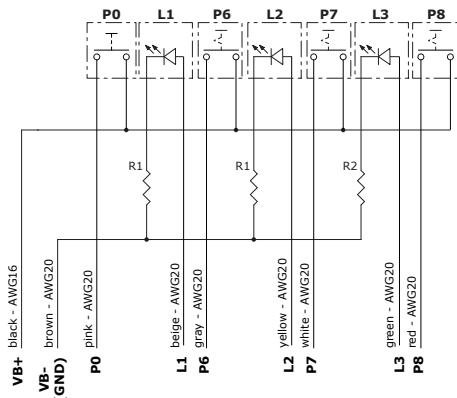 P0 L1 P6 L2 P7 L3 P8
R1 R1 R2
black - AWG16
brown - AWG20
pink - AWG20
beige - AWG20
gray - AWG20
yellow - AWG20
white - AWG20
green - AWG20
red - AWG20
VB+
VB-
(GND)
P0
L1
P6
L2
P7
L3
P8